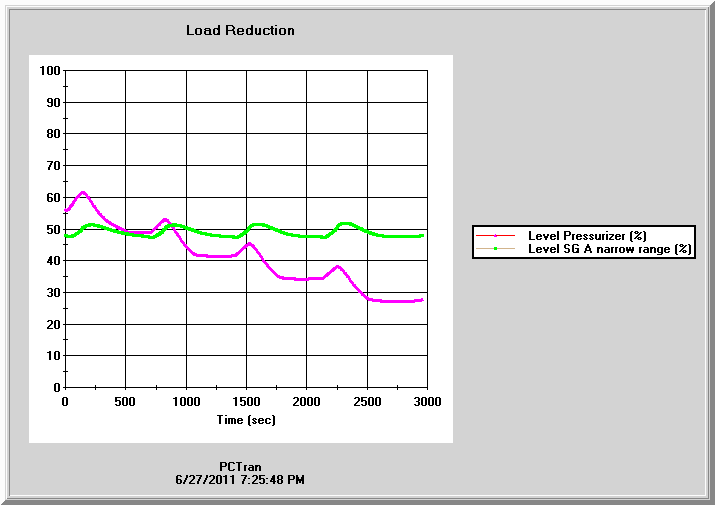 Load Reduction
100
90
80
70
60
50
40
30
20
10
0
0 500 1000 1500 2000 2500 3000
Time (sec)
Level Pressurizer (%)
Level SG A narrow range (%)
PCTran
6/27/2011 7:25:48 PM